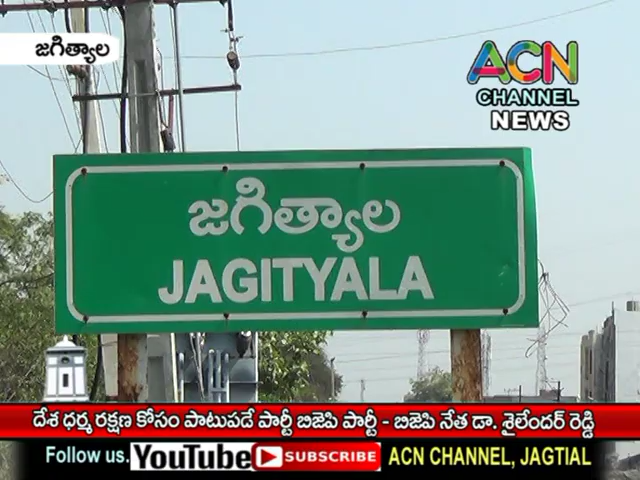 జగిత్యాల
ACN
CHANNEL
NEWS
జగిత్యాల
JAGITYALA
దేశ ధర్మ రక్షణ కోసం పాటుపడే పార్టీ బిజెపి పార్టీ - బిజెపి నేత డా. శైలేందర్ రెడ్డి
Follow us. YouTube SUBSCRIBE ACN CHANNEL, JAGTIAL